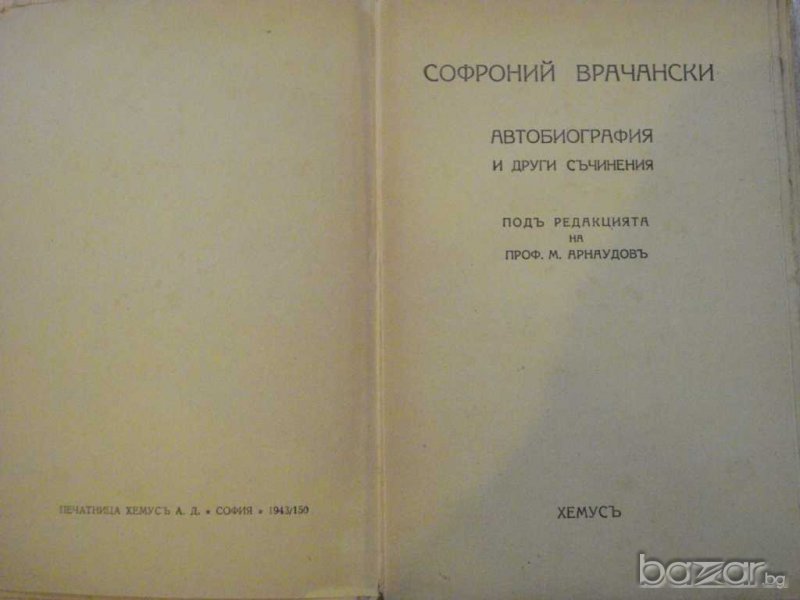 ПЕЧАТНИЦА ХЕМУСЪ А. Д. • СОФИЯ • 1943/150
СОФРОНИЙ ВРАЧАНСКИ
АВТОБИОГРАФИЯ
И ДРУГИ СЪЧИНЕНИЯ
ПОДЪ РЕДАКЦИЯТА
НА
ПРОФ. М. АРНАУДОВЪ
ХЕМУСЪ
bazar.bg